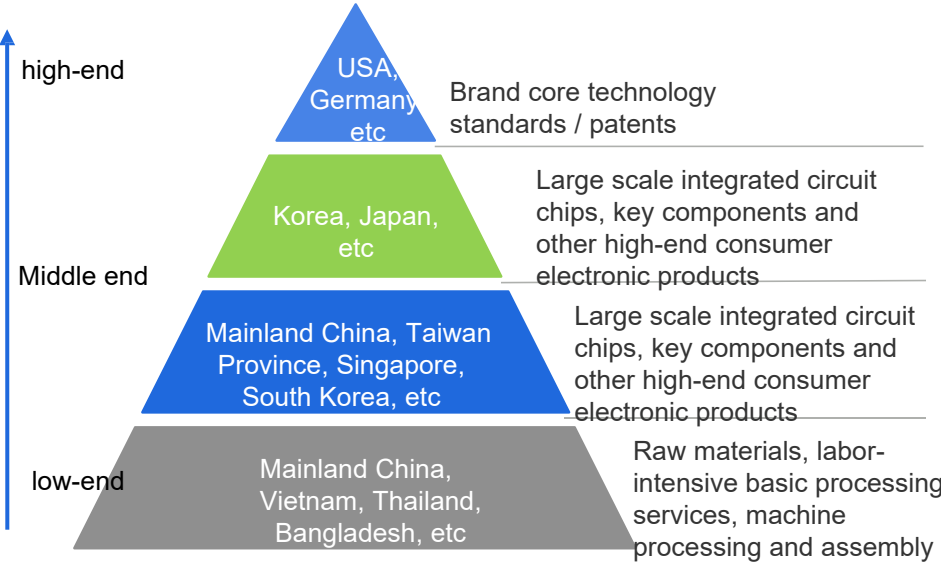 high-end
USA,
Germany,
etc
Brand core technology
standards / patents
Korea, Japan,
etc
Large scale integrated circuit
chips, key components and
other high-end consumer
electronic products
Middle end
Mainland China, Taiwan
Province, Singapore,
South Korea, etc
Large scale integrated circuit
chips, key components and
other high-end consumer
electronic products
low-end
Mainland China,
Vietnam, Thailand,
Bangladesh, etc
Raw materials, labor-
intensive basic processing
services, machine
processing and assembly